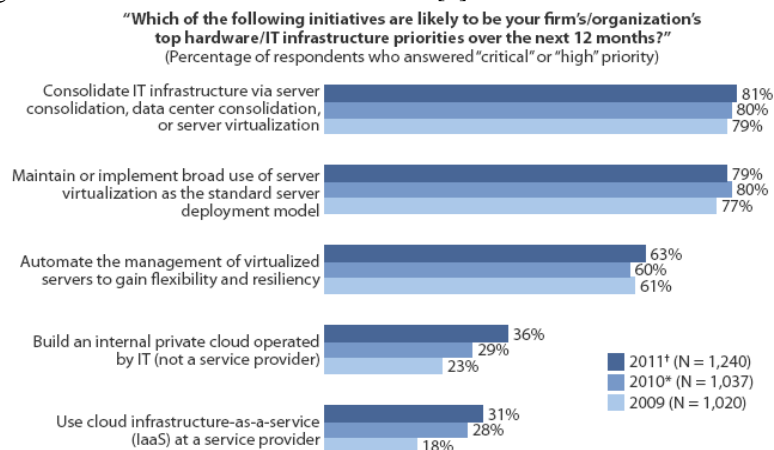 “Which of the following initiatives are likely to be your firm’s/organization’s
top hardware/IT infrastructure priorities over the next 12 months?”
(Percentage of respondents who answered “critical” or “high” priority)
Consolidate IT infrastructure via server
consolidation, data center consolidation,
or server virtualization
81%
80%
79%
Maintain or implement broad use of server
virtualization as the standard server
deployment model
79%
80%
77%
Automate the management of virtualized
servers to gain flexibility and resiliency
63%
60%
61%
Build an internal private cloud operated
by IT (not a service provider)
36%
29%
23%
Use cloud infrastructure-as-a-service
(IaaS) at a service provider
31%
28%
18%
2011† (N = 1,240)
2010* (N = 1,037)
2009 (N = 1,020)